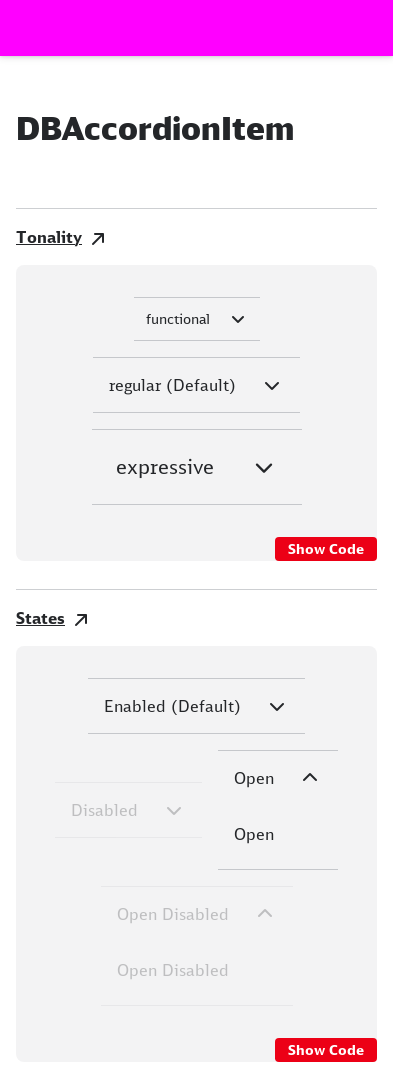 DBAccordionItem
Tonality
functional
regular (Default)
expressive
Show Code
States
Enabled (Default)
Disabled
Open
Open
Open Disabled
Open Disabled
Show Code